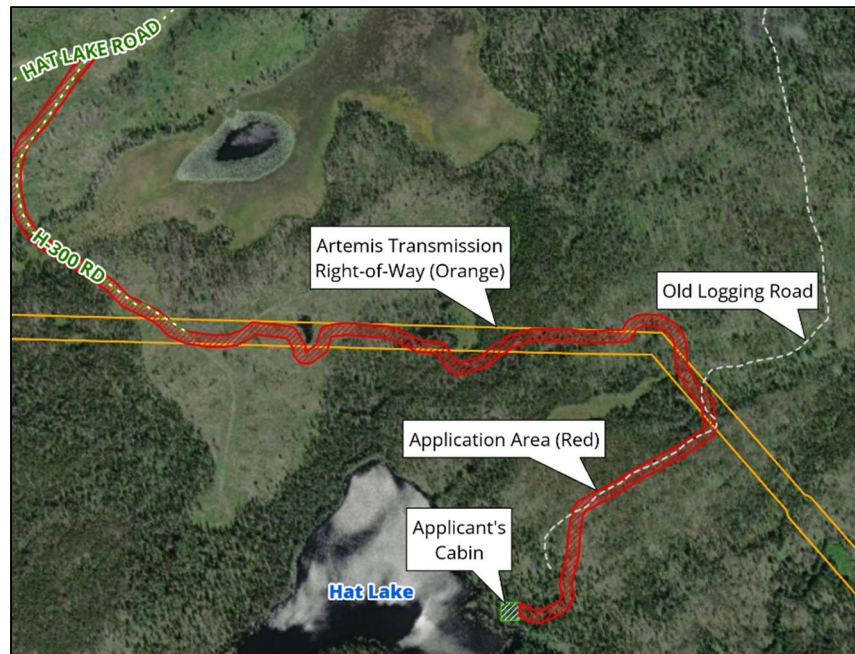 HAT LAKE ROAD
H-300 RD
Artemis Transmission
Right-of-Way (Orange)
Old Logging Road
Application Area (Red)
Applicant's
Cabin
Hat Lake